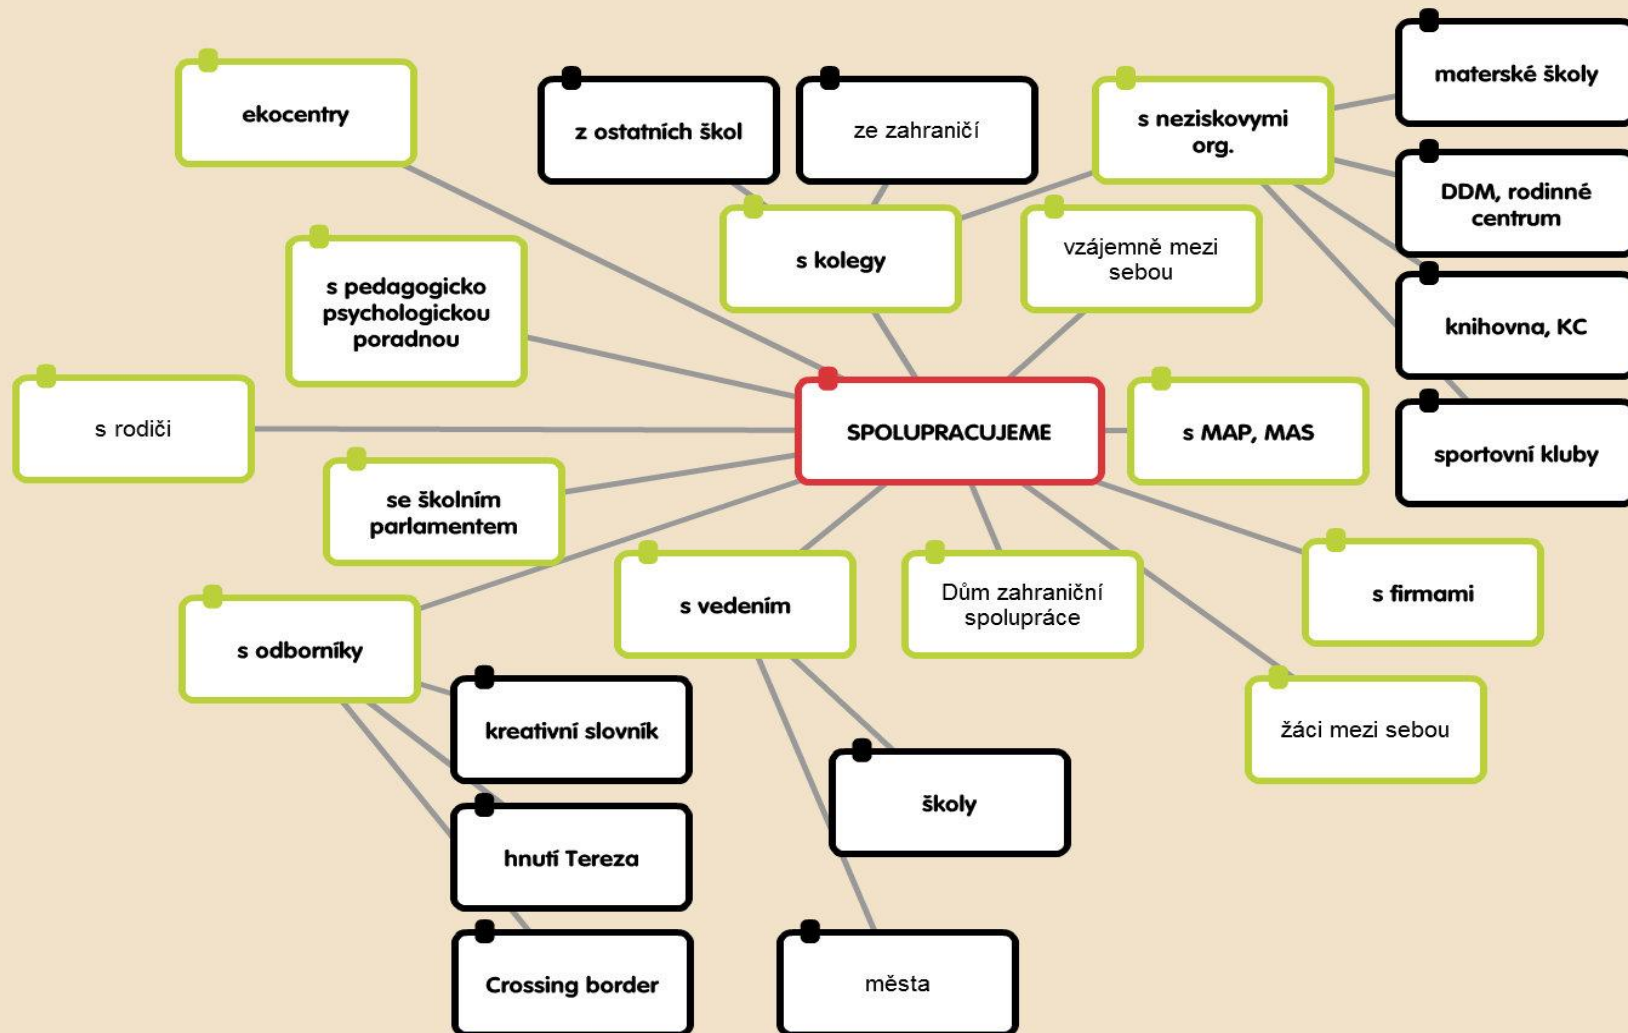 ekocentry
z ostatních škol
ze zahraničí
s neziskovymi
org.
materské školy
DDM, rodinné
centrum
s kolegy
vzájemně mezi
sebou
s pedagogicko
psychologickou
poradnou
knihovna, KC
s rodiči
SPOLUPRACUJEME
s MAP, MAS
sportovní kluby
se školním
parlamentem
s odborníky
s vedením
Dům zahraniční
spolupráce
s firmami
kreativní slovník
žáci mezi sebou
školy
hnutí Tereza
Crossing border
města